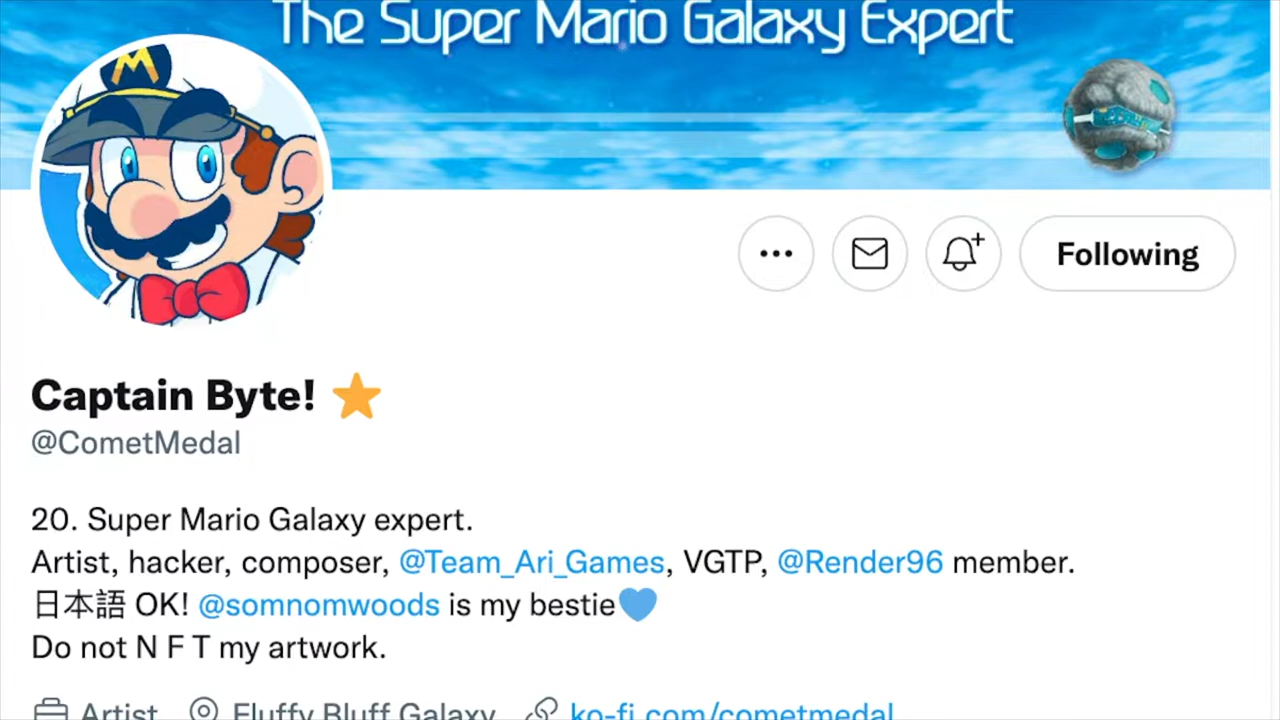 The Super Mario Galaxy Expert
M
Following
Captain Byte! ⭐
@CometMedal
20. Super Mario Galaxy expert.
Artist, hacker, composer, @Team_Ari_Games, VGTP, @Render96 member.
日本語 OK! @somnomwoods is my bestie💙
Do not N F T my artwork.
Artist Fluffy Bluff Galaxy ko-fi.com/cometmedal